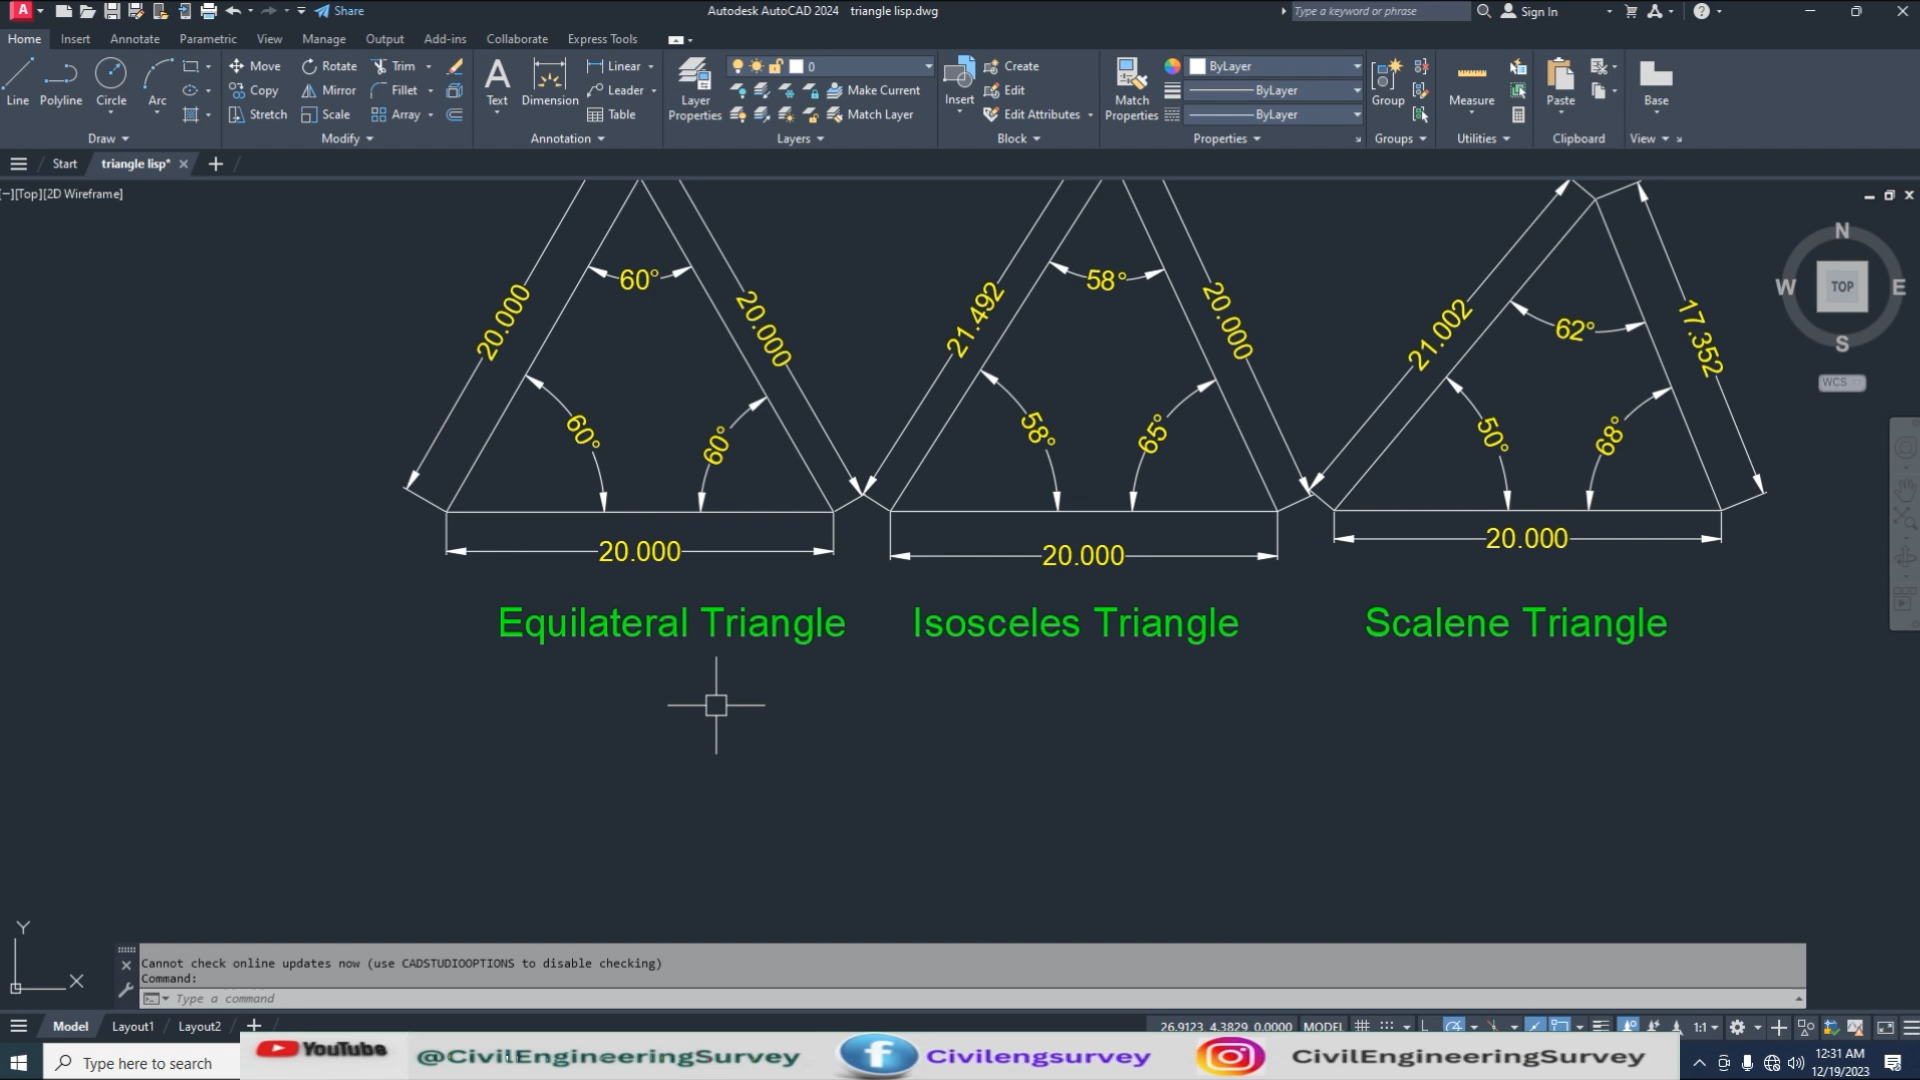 Share
Autodesk AutoCAD 2024 triangle lisp.dwg
Type a keyword or phrase
Sign In
Home Insert Annotate Parametric View Manage Output Add-ins Collaborate Express Tools
Line Polyline Circle Arc
Draw
Move Rotate Trim
Copy Mirror Fillet
Stretch Scale Array
Modify
Text Dimension
Linear
Leader
Table
Annotation
Layer Properties
0
Make Current
Match Layer
Layers
Insert
Create
Edit
Edit Attributes
Block
Match Properties
ByLayer
ByLayer
ByLayer
Properties
Group
Groups
Measure
Utilities
Paste
Clipboard
Base
View
Start triangle lisp*
[−][Top][2D Wireframe]
N
W TOP E
S
WCS
60°
20.000
20.000
60°
60°
20.000
58°
21.492
20.000
58°
65°
20.000
62°
21.002
17.352
50°
68°
20.000
Equilateral Triangle
Isosceles Triangle
Scalene Triangle
Y
X
Cannot check online updates now (use CADSTUDIOOPTIONS to disable checking)
Command:
Type a command
Model Layout1 Layout2
26.9123, 4.3829, 0.0000 MODEL
1:1
Type here to search
YouTube @CivilEngineeringSurvey
f Civilengsurvey
CivilEngineeringSurvey
12:31 AM
12/19/2023